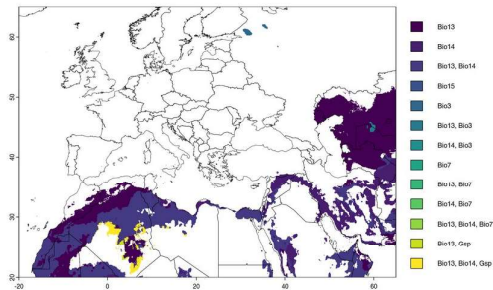 60
50
40
30
20
-20
0
20
40
60
Bio13
Bio14
Bio13, Bio14
Bio15
Bio3
Bio13, Bio3
Bio14, Bio3
Bio7
Bio13, Bio7
Bio14, Bio7
Bio13, Bio14, Bio7
Bio13, Gsp
Bio13, Bio14, Gsp